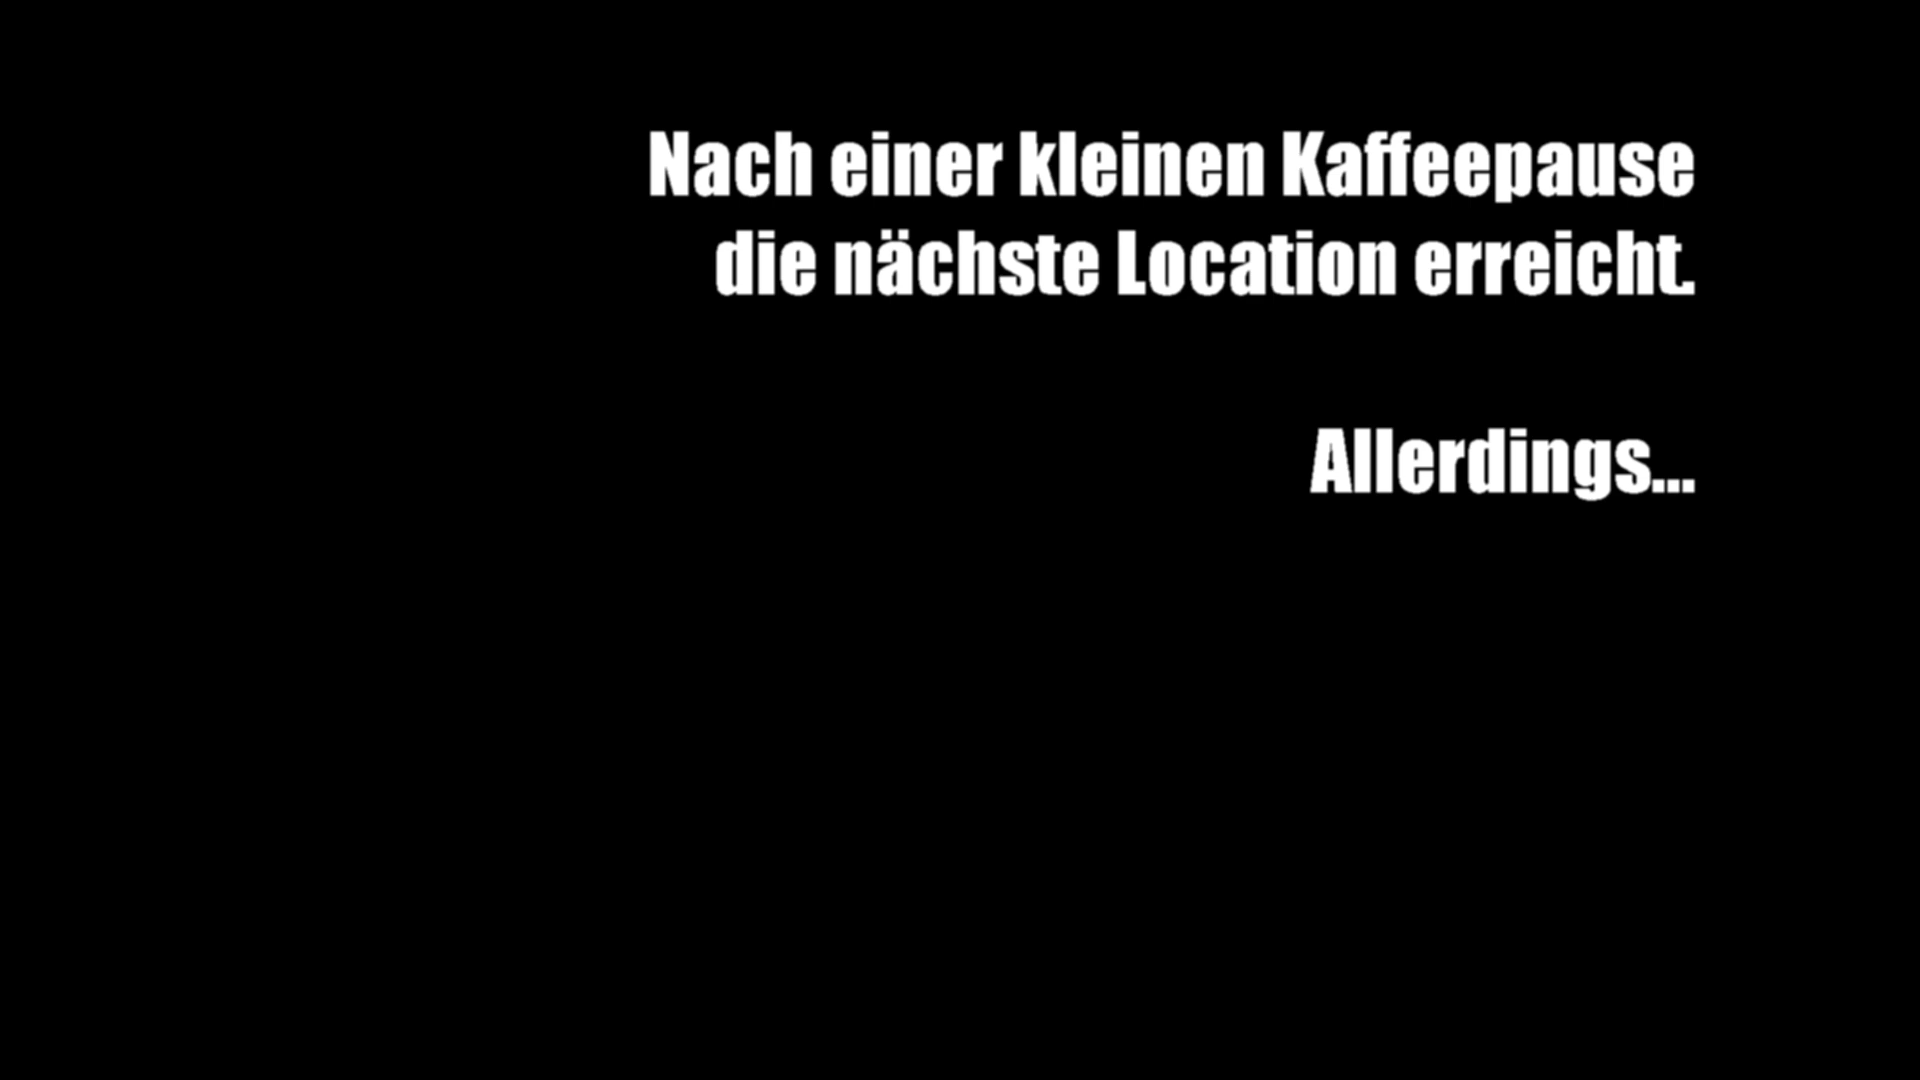 Nach einer kleinen Kaffeepause
die nächste Location erreicht.
Allerdings...